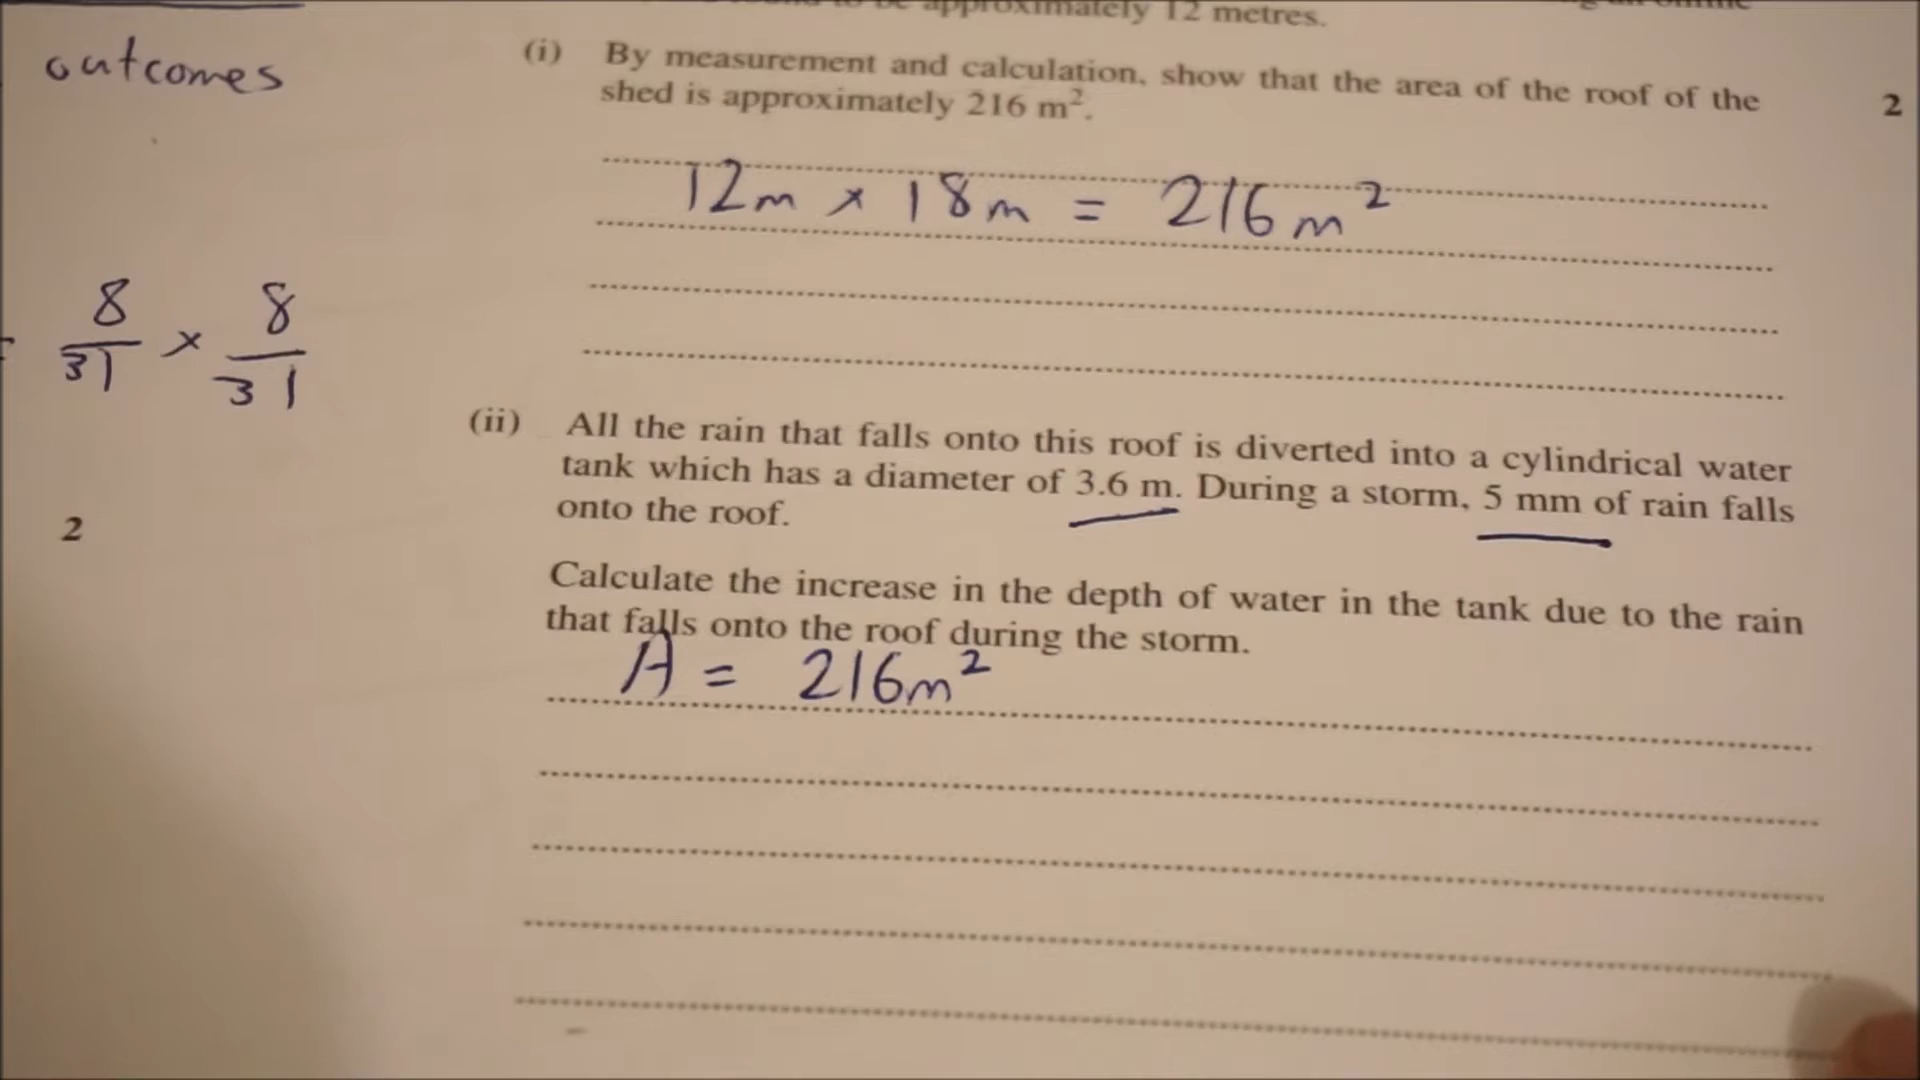 approximately 12 metres.
outcomes
(i) By measurement and calculation, show that the area of the roof of the
shed is approximately 216 m².
2
12m × 18m = 216m²
8/31 × 8/31
(ii) All the rain that falls onto this roof is diverted into a cylindrical water
tank which has a diameter of 3.6 m. During a storm, 5 mm of rain falls
onto the roof.
2
Calculate the increase in the depth of water in the tank due to the rain
that falls onto the roof during the storm.
A = 216m²